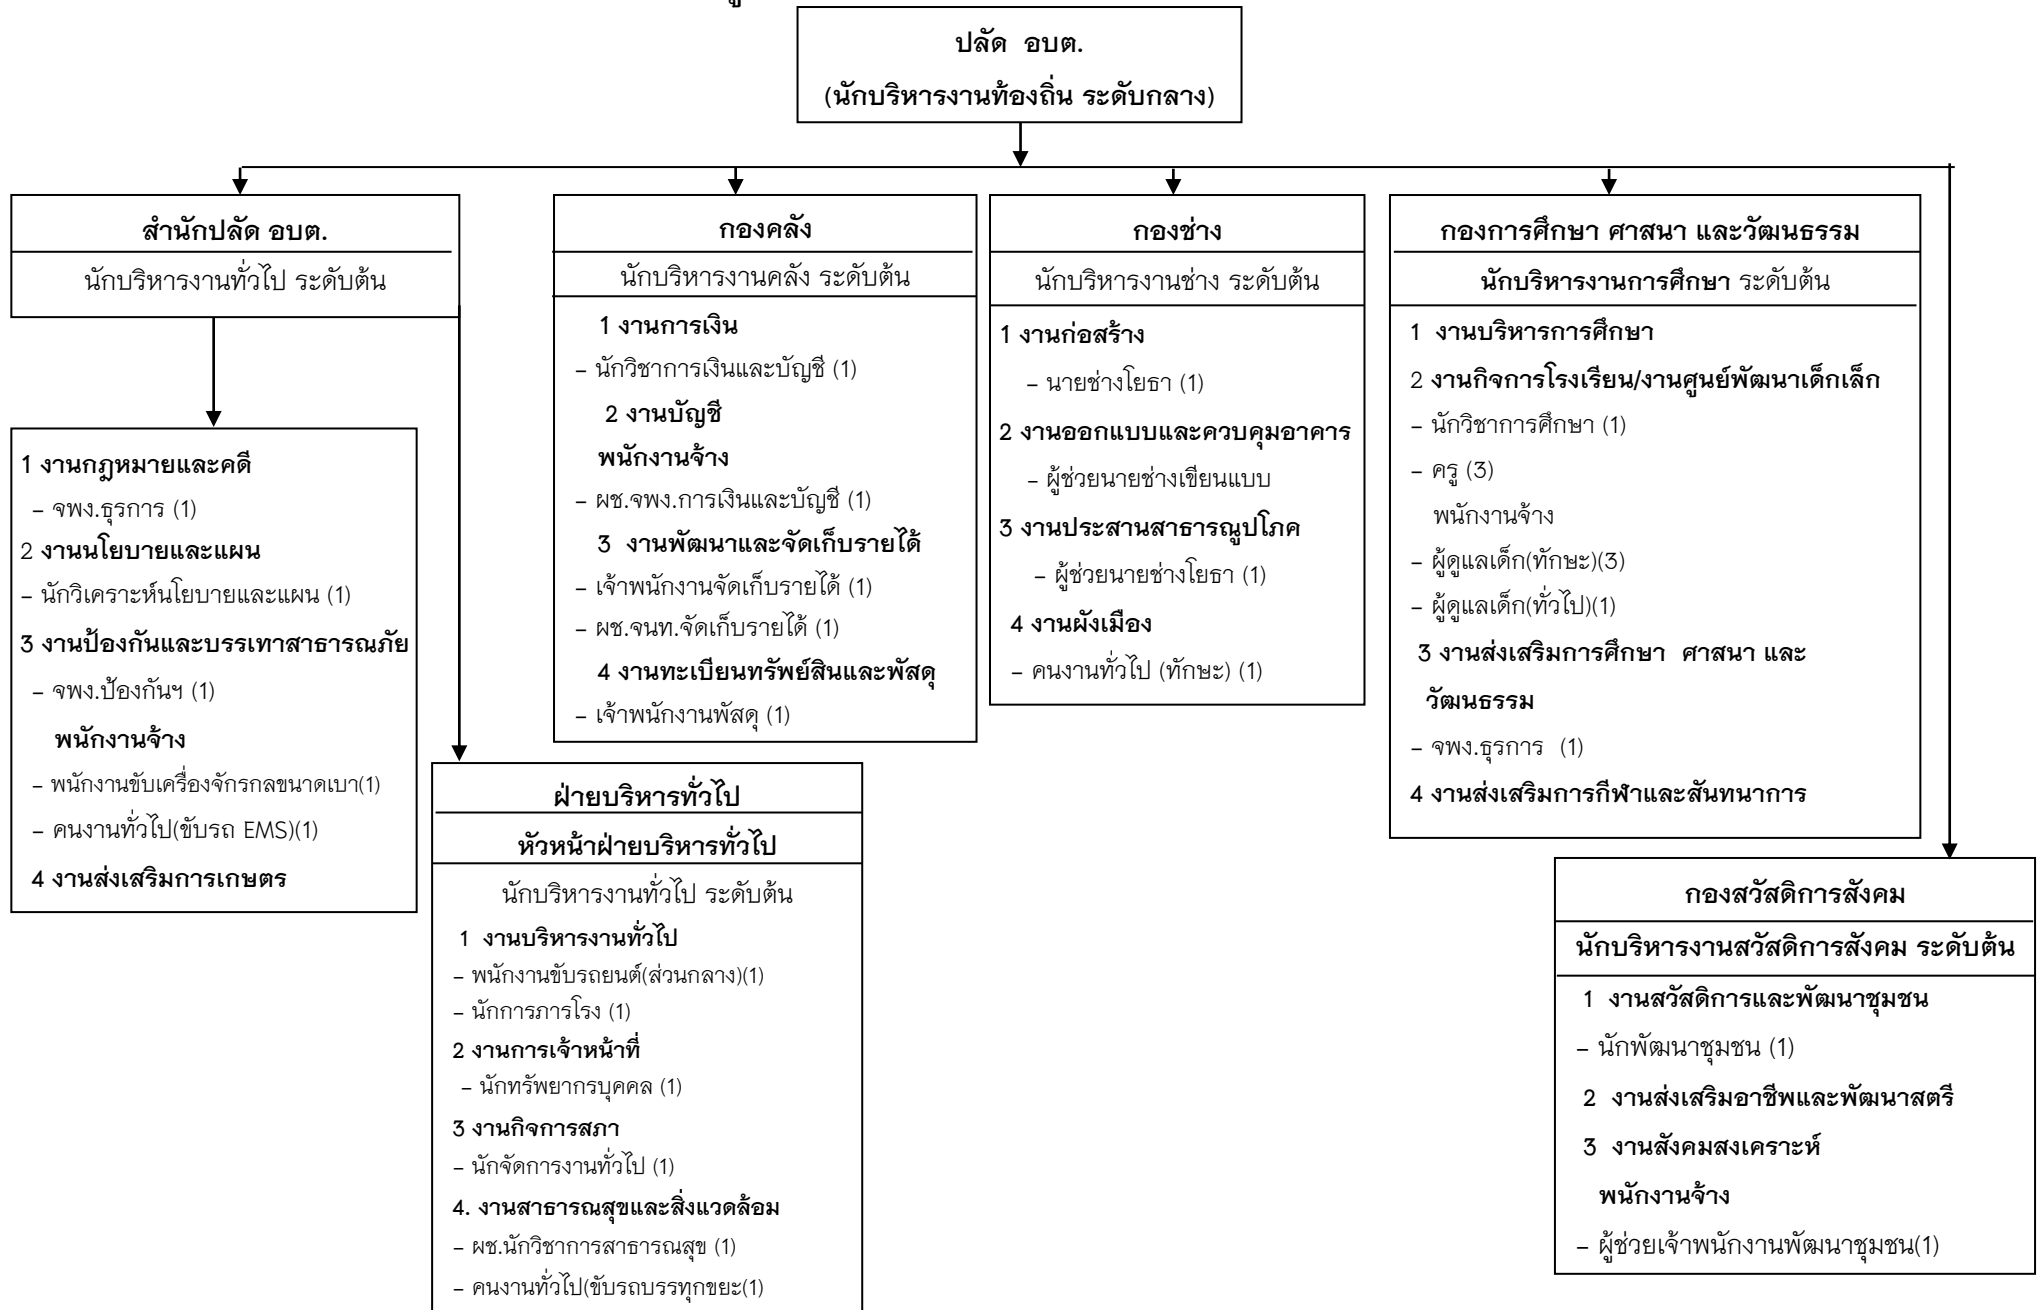 ปลัด อบต.
(นักบริหารงานท้องถิ่น ระดับกลาง)
สำนักปลัด อบต.
นักบริหารงานทั่วไป ระดับต้น
1 งานกฎหมายและคดี
- จพง.ธุรการ (1)
2 งานนโยบายและแผน
- นักวิเคราะห์นโยบายและแผน (1)
3 งานป้องกันและบรรเทาสาธารณภัย
- จพง.ป้องกันฯ (1)
พนักงานจ้าง
- พนักงานขับเครื่องจักรกลขนาดเบา(1)
- คนงานทั่วไป(ขับรถ EMS)(1)
4 งานส่งเสริมการเกษตร
ฝ่ายบริหารทั่วไป
หัวหน้าฝ่ายบริหารทั่วไป
นักบริหารงานทั่วไป ระดับต้น
1 งานบริหารงานทั่วไป
- พนักงานขับรถยนต์(ส่วนกลาง)(1)
- นักการภารโรง (1)
2 งานการเจ้าหน้าที่
- นักทรัพยากรบุคคล (1)
3 งานกิจการสภา
- นักจัดการงานทั่วไป (1)
4. งานสาธารณสุขและสิ่งแวดล้อม
- ผช.นักวิชาการสาธารณสุข (1)
- คนงานทั่วไป(ขับรถบรรทุกขยะ(1)
กองคลัง
นักบริหารงานคลัง ระดับต้น
1 งานการเงิน
- นักวิชาการเงินและบัญชี (1)
2 งานบัญชี
พนักงานจ้าง
- ผช.จพง.การเงินและบัญชี (1)
3 งานพัฒนาและจัดเก็บรายได้
- เจ้าพนักงานจัดเก็บรายได้ (1)
- ผช.จนท.จัดเก็บรายได้ (1)
4 งานทะเบียนทรัพย์สินและพัสดุ
- เจ้าพนักงานพัสดุ (1)
กองช่าง
นักบริหารงานช่าง ระดับต้น
1 งานก่อสร้าง
- นายช่างโยธา (1)
2 งานออกแบบและควบคุมอาคาร
- ผู้ช่วยนายช่างเขียนแบบ
3 งานประสานสาธารณูปโภค
- ผู้ช่วยนายช่างโยธา (1)
4 งานผังเมือง
- คนงานทั่วไป (ทักษะ) (1)
กองการศึกษา ศาสนา และวัฒนธรรม
นักบริหารงานการศึกษา ระดับต้น
1 งานบริหารการศึกษา
2 งานกิจการโรงเรียน/งานศูนย์พัฒนาเด็กเล็ก
- นักวิชาการศึกษา (1)
- ครู (3)
พนักงานจ้าง
- ผู้ดูแลเด็ก(ทักษะ)(3)
- ผู้ดูแลเด็ก(ทั่วไป)(1)
3 งานส่งเสริมการศึกษา ศาสนา และ
วัฒนธรรม
- จพง.ธุรการ (1)
4 งานส่งเสริมการกีฬาและสันทนาการ
กองสวัสดิการสังคม
นักบริหารงานสวัสดิการสังคม ระดับต้น
1 งานสวัสดิการและพัฒนาชุมชน
- นักพัฒนาชุมชน (1)
2 งานส่งเสริมอาชีพและพัฒนาสตรี
3 งานสังคมสงเคราะห์
พนักงานจ้าง
- ผู้ช่วยเจ้าพนักงานพัฒนาชุมชน(1)